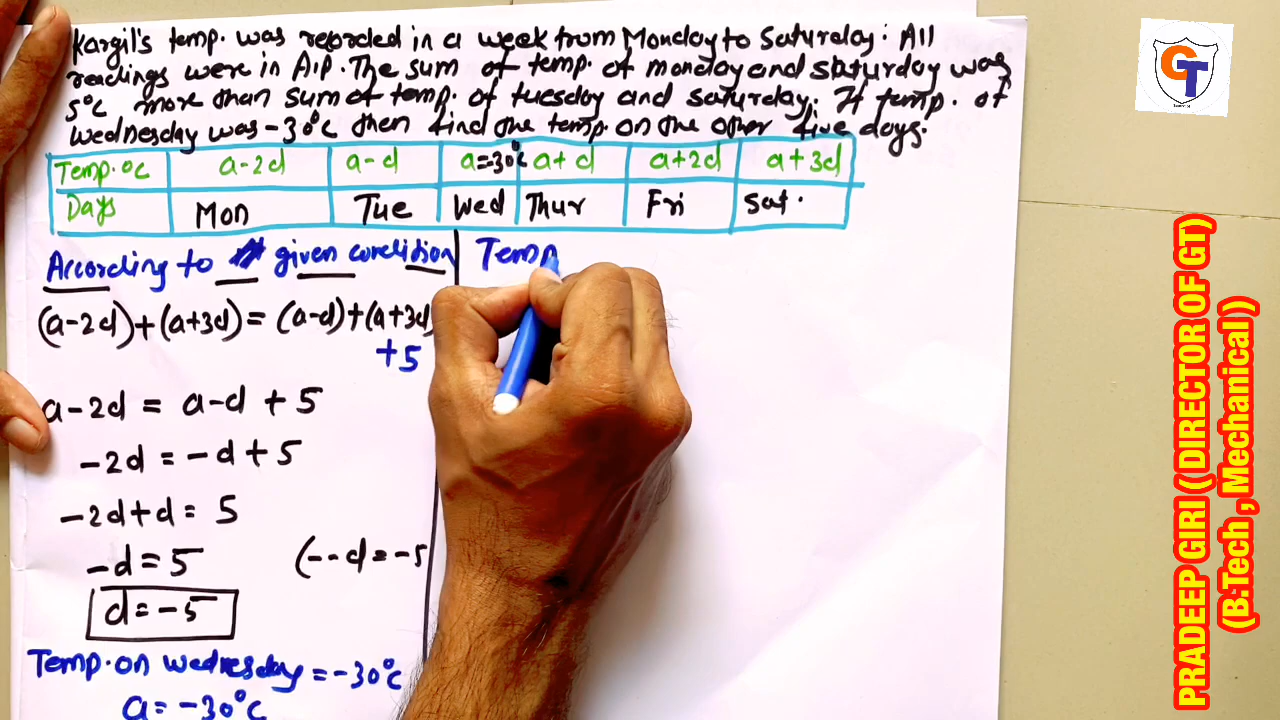 Kargil's temp. was recorded in a week from Monday to Saturday. All
readings were in A.P. The sum of temp. of monday and saturday was
5°C more than sum of temp. of tuesday and saturday. If temp. of
wednesday was -30°C then find the temp. on the other five days.
Temp. °C a-2d a-d a=30°C a+d a+2d a+3d
Days Mon Tue Wed Thur Fri Sat.
According to given condition
(a-2d)+(a+3d) = (a-d)+(a+3d)
+5
a-2d = a-d+5
-2d = -d+5
-2d+d = 5
-d = 5 (--d = -5
d = -5
Temp. on wednesday = -30°C
a = -30°C
Temp
GT
PRADEEP GIRI ( DIRECTOR OF GT)
(B.Tech , Mechanical )